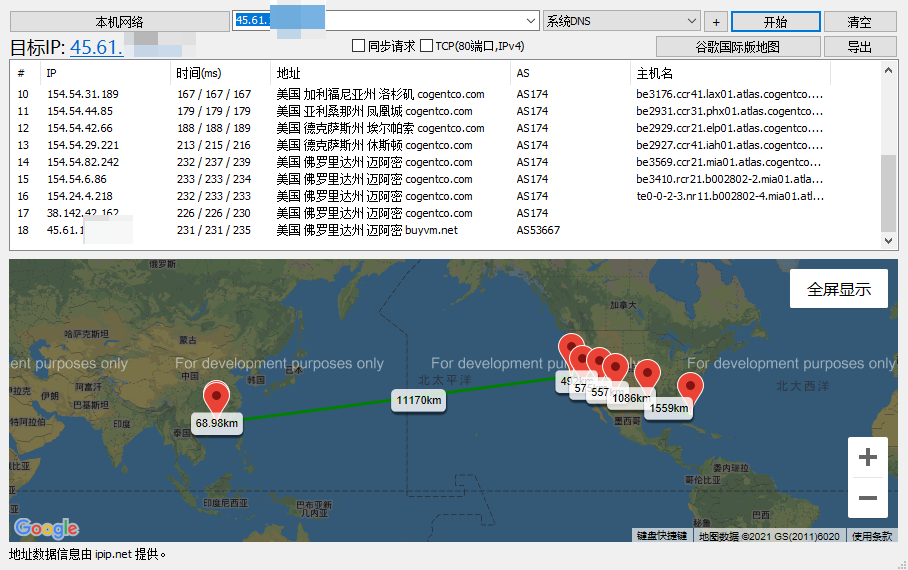 本机网络
45.61.
系统DNS
+
开始
清空
目标IP: 45.61.
同步请求
TCP(80端口,IPv4)
谷歌国际版地图
导出
# IP 时间(ms) 地址 AS 主机名
10 154.54.31.189 167 / 167 / 167 美国 加利福尼亚州 洛杉矶 cogentco.com AS174 be3176.ccr41.lax01.atlas.cogentco....
11 154.54.44.85 179 / 179 / 179 美国 亚利桑那州 凤凰城 cogentco.com AS174 be2931.ccr31.phx01.atlas.cogentco...
12 154.54.42.66 188 / 188 / 189 美国 德克萨斯州 埃尔帕索 cogentco.com AS174 be2929.ccr21.elp01.atlas.cogentco....
13 154.54.29.221 213 / 215 / 216 美国 德克萨斯州 休斯顿 cogentco.com AS174 be2927.ccr41.iah01.atlas.cogentco....
14 154.54.82.242 232 / 237 / 239 美国 佛罗里达州 迈阿密 cogentco.com AS174 be3569.ccr21.mia01.atlas.cogentco...
15 154.54.6.86 233 / 233 / 234 美国 佛罗里达州 迈阿密 cogentco.com AS174 be3410.rcr21.b002802-2.mia01.atla...
16 154.24.4.218 232 / 233 / 233 美国 佛罗里达州 迈阿密 cogentco.com AS174 te0-0-2-3.nr11.b002802-4.mia01.atl...
17 38.142.42.162 226 / 226 / 230 美国 佛罗里达州 迈阿密 cogentco.com AS174
18 45.61.1 231 / 231 / 235 美国 佛罗里达州 迈阿密 buyvm.net AS53667
俄罗斯
全屏显示
加拿大
哈萨克斯坦
蒙古
ent purposes only
For development purposes only
For development purposes only
For development purposes only
中国
韩国
日本
北太平洋
北大西洋
伊朗
阿富汗
巴基斯坦
印度
泰国
11170km
68.98km
49
57
557
1086km
1559km
墨西哥
委内瑞拉
哥伦比亚
印度尼西亚
巴布亚新
几内亚
巴西
秘鲁
+
−
Google
键盘快捷键
地图数据 ©2021 GS(2011)6020
使用条款
地址数据信息由 ipip.net 提供。